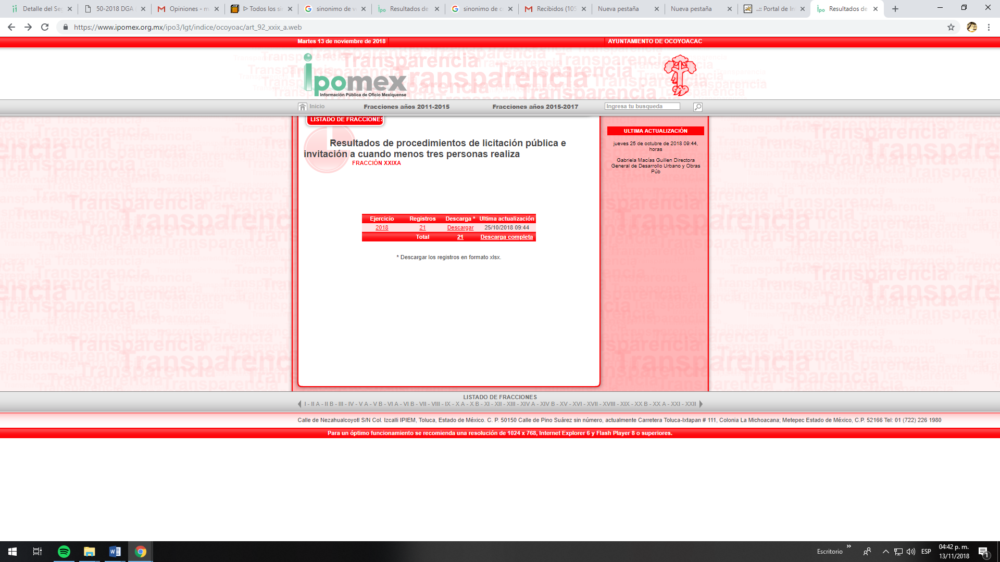 Detalle del Seg
50-2018 DGA
Opiniones - m
ᐅ Todos los si
sinonimo de v
Resultados de
sinonimo de c
Recibidos (105
Nueva pestaña
Nueva pestaña
..:: Portal de In
Resultados de
https://www.ipomex.org.mx/ipo3/lgt/indice/ocoyoac/art_92_xxix_a.web
Martes 13 de noviembre de 2018
AYUNTAMIENTO DE OCOYOACAC
Transparencia
ipomex
Información Pública de Oficio Mexiquense
Inicio
Fracciones años 2011-2015
Fracciones años 2015-2017
Ingresa tu busqueda
LISTADO DE FRACCIONES
Resultados de procedimientos de licitación pública e
invitación a cuando menos tres personas realiza
FRACCIÓN XXIXA
ULTIMA ACTUALIZACIÓN
jueves 25 de octubre de 2018 09:44,
horas
Gabriela Macías Guillen Directora
General de Desarrollo Urbano y Obras
Púb
Ejercicio Registros Descarga * Ultima actualización
2018 21 Descargar 25/10/2018 09:44
Total 21 Descarga completa
* Descargar los registros en formato xlsx.
LISTADO DE FRACCIONES
I - II A - II B - III - IV - V A - V B - VI A - VI B - VII - VIII - IX - X A - X B - XI - XII - XIII - XIV A - XIV B - XV - XVI - XVII - XVIII - XIX - XX B - XX A - XXI - XXII
Calle de Nezahualcoyotl S/N Col. Izcalli IPIEM, Toluca, Estado de México. C. P. 50150 Calle de Pino Suárez sin número, actualmente Carretera Toluca-Ixtapan # 111, Colonia La Michoacana; Metepec Estado de México, C.P. 52166 Tel: 01 (722) 226 1980
Para un óptimo funcionamiento se recomienda una resolución de 1024 x 768, Internet Explorer 6 y Flash Player 8 o superiores.
Escritorio
ESP
04:42 p. m.
13/11/2018
1